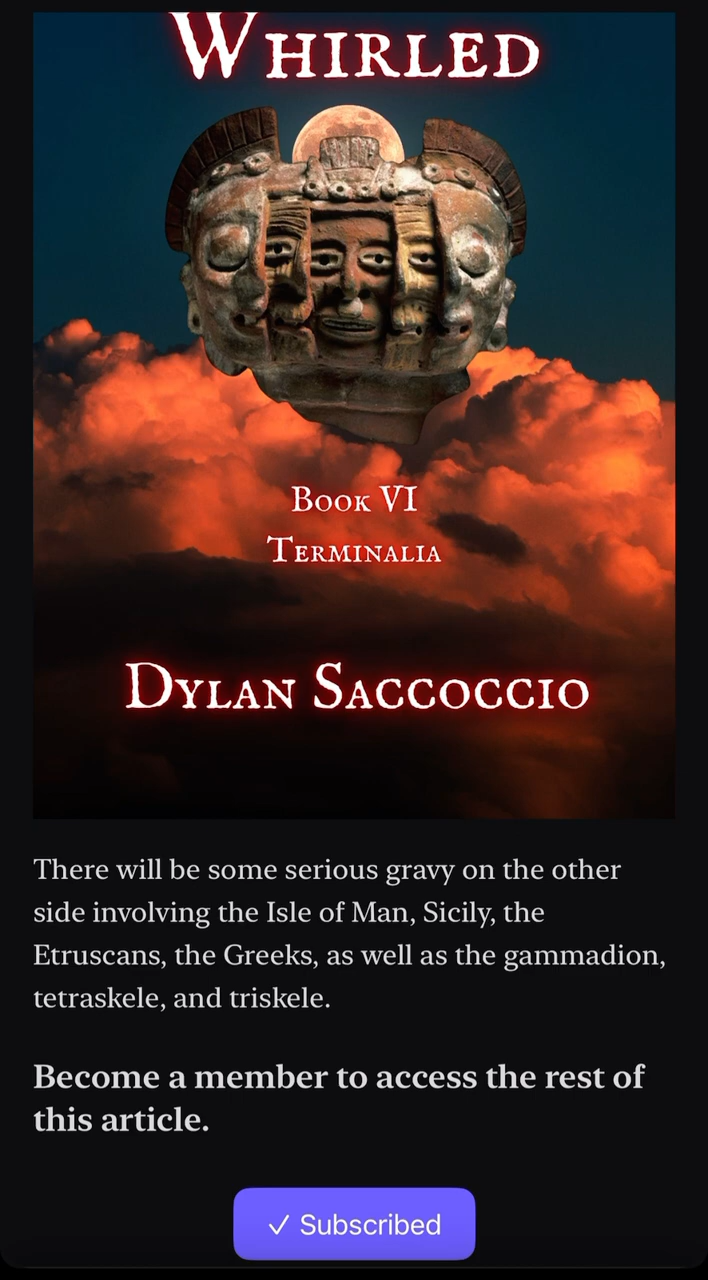 Whirled
Book VI
Terminalia
Dylan Saccoccio
There will be some serious gravy on the other
side involving the Isle of Man, Sicily, the
Etruscans, the Greeks, as well as the gammadion,
tetraskele, and triskele.
Become a member to access the rest of
this article.
✓ Subscribed